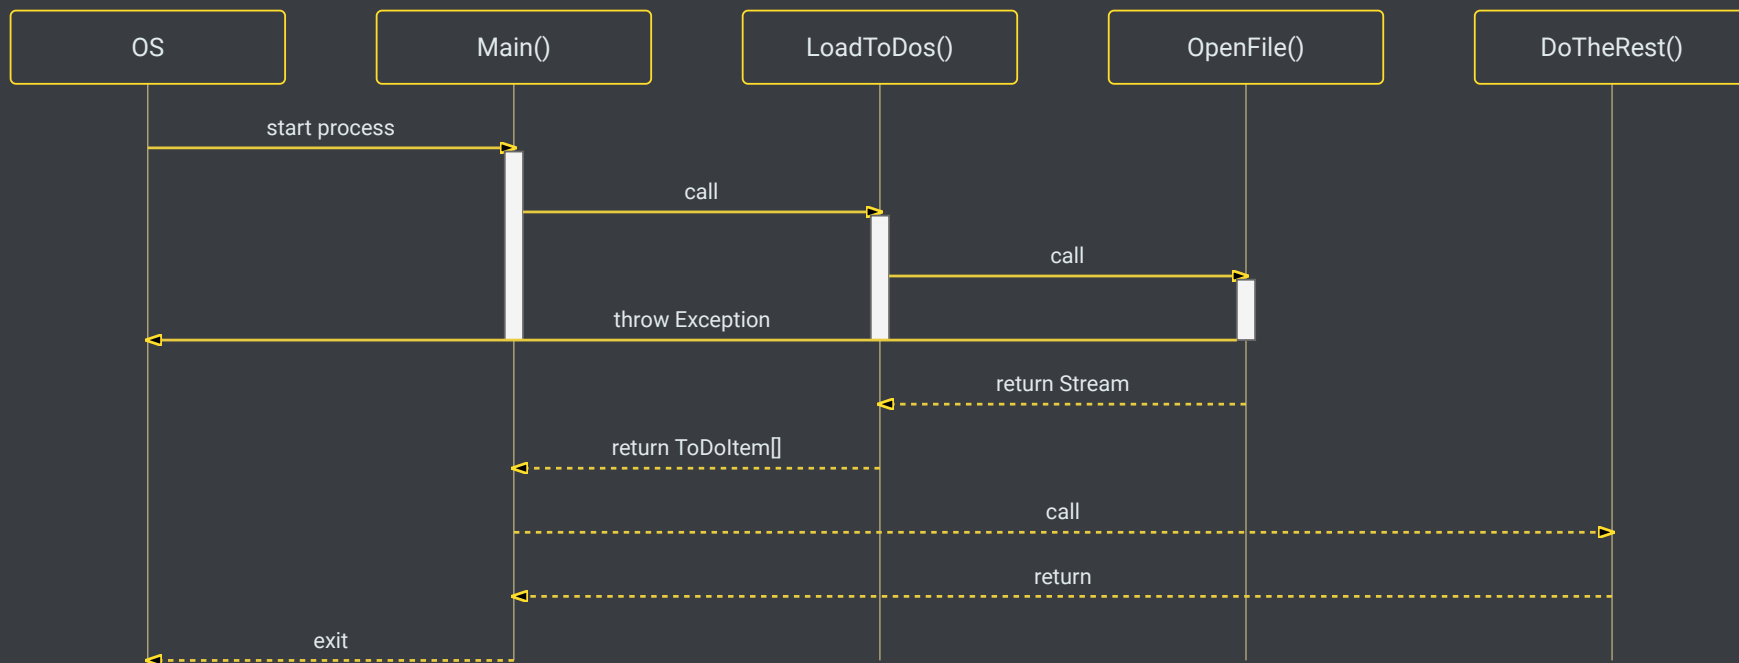 OS
Main()
LoadToDos()
OpenFile()
DoTheRest()
start process
call
call
throw Exception
return Stream
return ToDoItem[]
call
return
exit